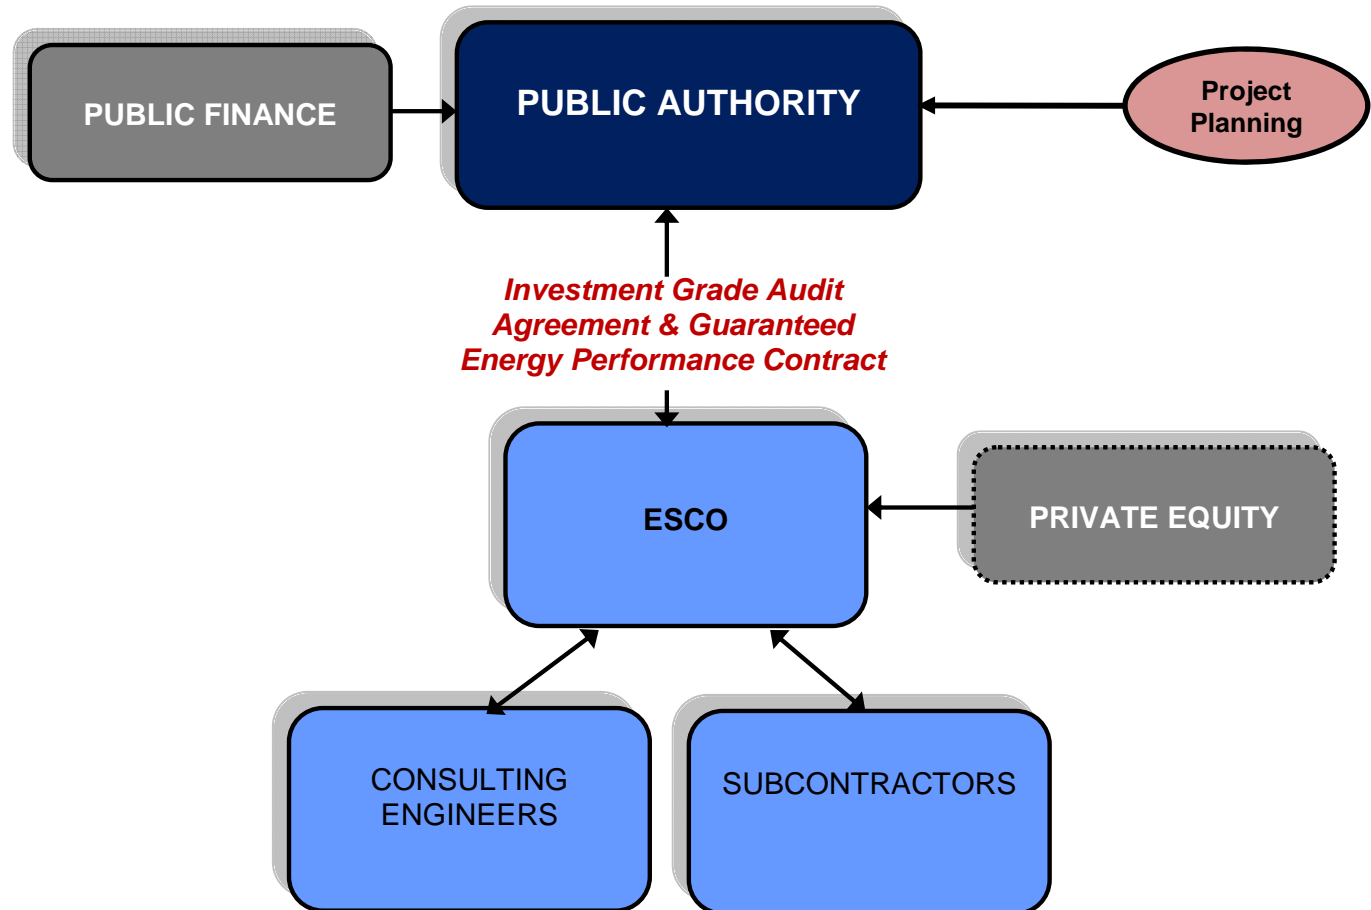 PUBLIC FINANCE
PUBLIC AUTHORITY
Project
Planning
Investment Grade Audit
Agreement & Guaranteed
Energy Performance Contract
ESCO
PRIVATE EQUITY
CONSULTING
ENGINEERS
SUBCONTRACTORS